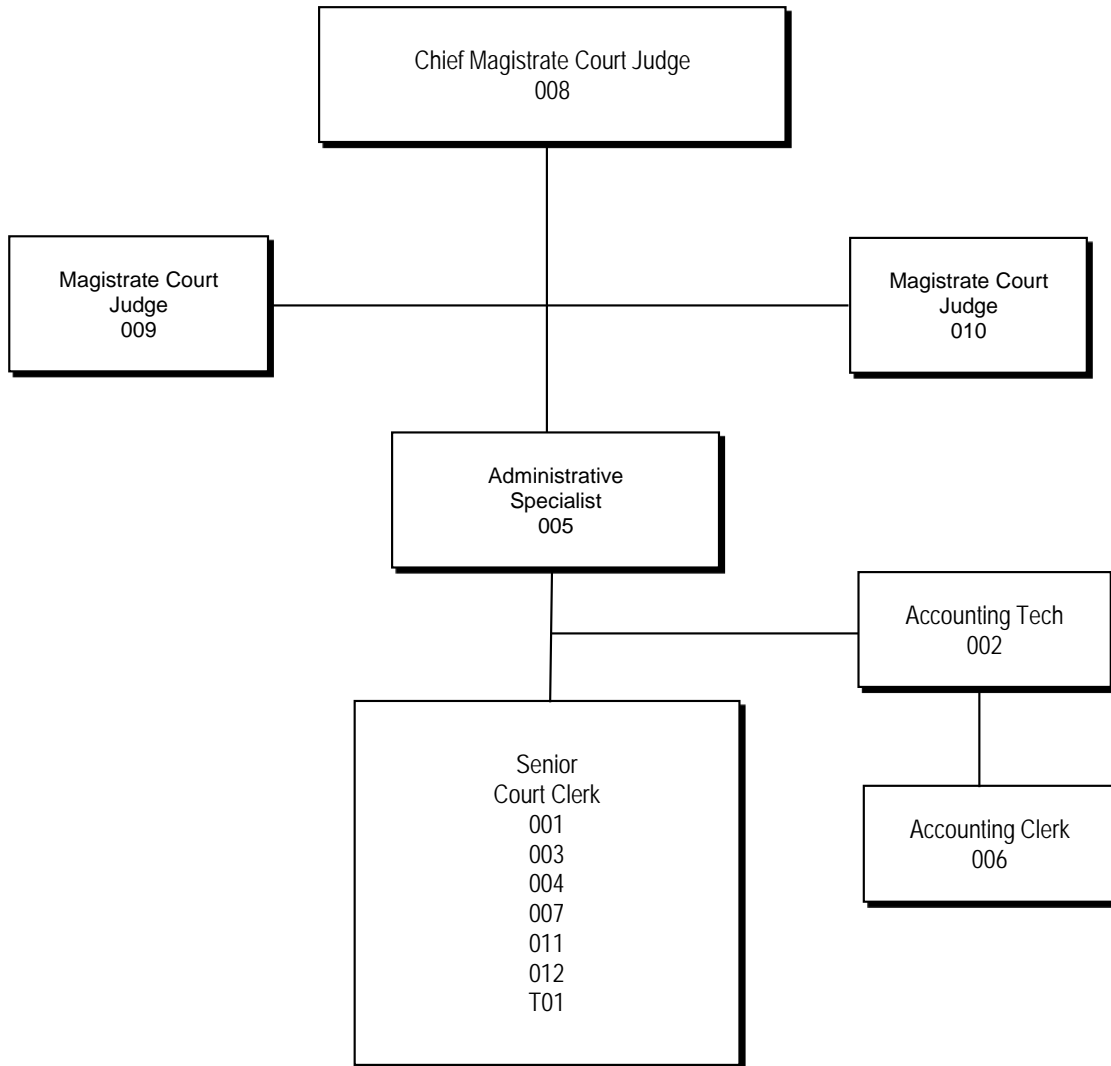 Chief Magistrate Court Judge
008
Magistrate Court
Judge
009
Magistrate Court
Judge
010
Administrative
Specialist
005
Accounting Tech
002
Senior
Court Clerk
001
003
004
007
011
012
T01
Accounting Clerk
006